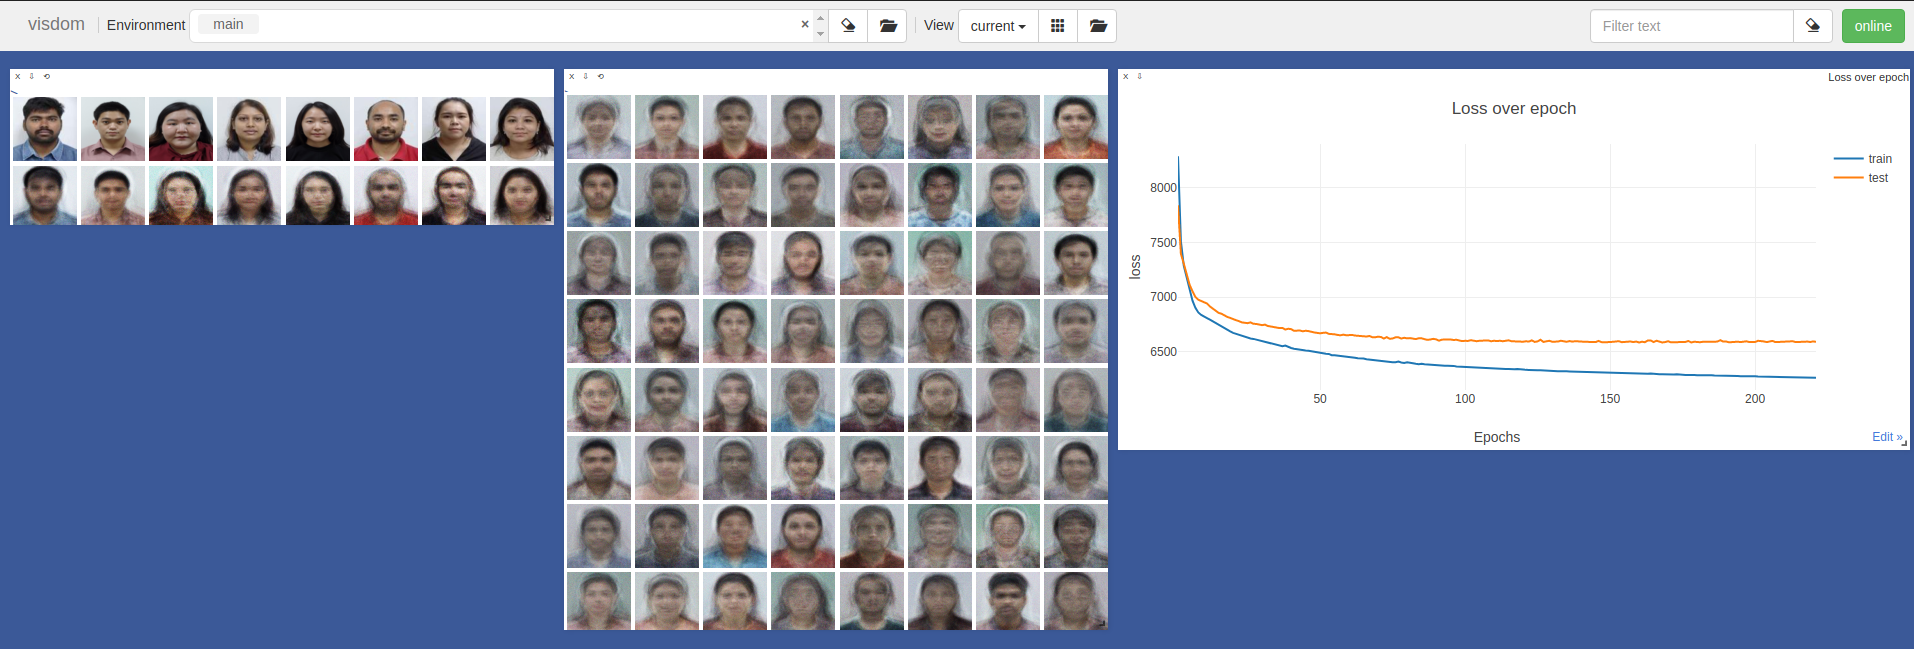 visdom Environment main × View current Filter text online
X
X
X Loss over epoch
Loss over epoch
train
test
8000
7500
7000
6500
loss
50 100 150 200
Epochs
Edit »